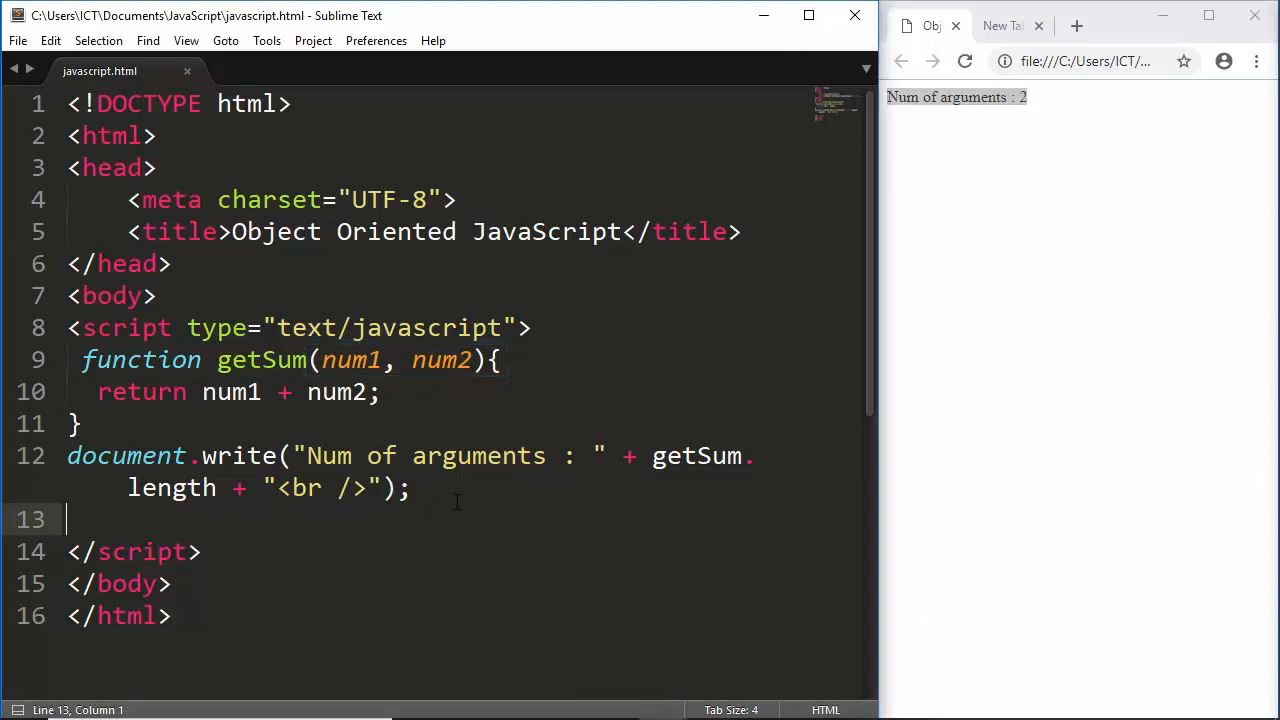 C:\Users\ICT\Documents\JavaScript\javascript.html - Sublime Text
File Edit Selection Find View Goto Tools Project Preferences Help
javascript.html
1 <!DOCTYPE html>
2 <html>
3 <head>
4 <meta charset="UTF-8">
5 <title>Object Oriented JavaScript</title>
6 </head>
7 <body>
8 <script type="text/javascript">
9 function getSum(num1, num2){
10 return num1 + num2;
11 }
12 document.write("Num of arguments : " + getSum.
length + "<br />");
13
14 </script>
15 </body>
16 </html>
Line 13, Column 1 Tab Size: 4 HTML
Obj New Ta
file:///C:/Users/ICT/...
Num of arguments : 2